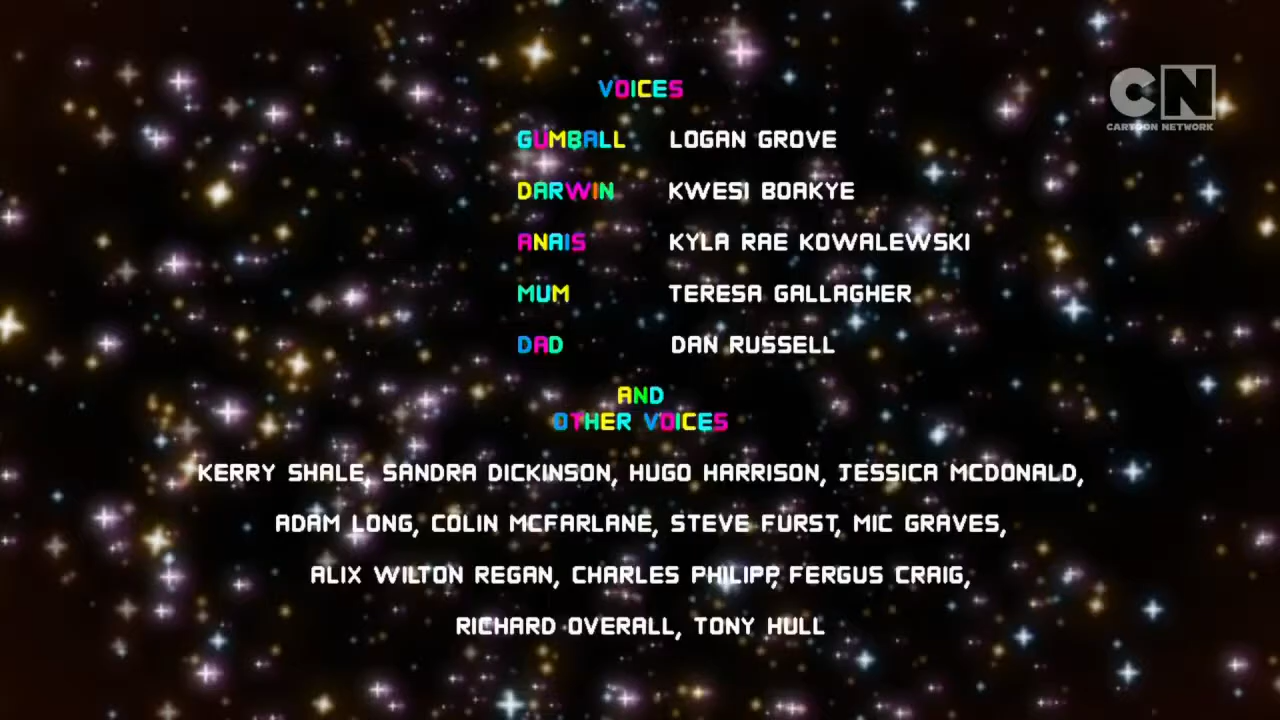 VOICES
CN
CARTOON NETWORK
GUMBALL LOGAN GROVE
DARWIN KWESI BOAKYE
ANAIS KYLA RAE KOWALEWSKI
MUM TERESA GALLAGHER
DAD DAN RUSSELL
AND
OTHER VOICES
KERRY SHALE, SANDRA DICKINSON, HUGO HARRISON, JESSICA MCDONALD,
ADAM LONG, COLIN MCFARLANE, STEVE FURST, MIC GRAVES,
ALIX WILTON REGAN, CHARLES PHILIPP, FERGUS CRAIG,
RICHARD OVERALL, TONY HULL